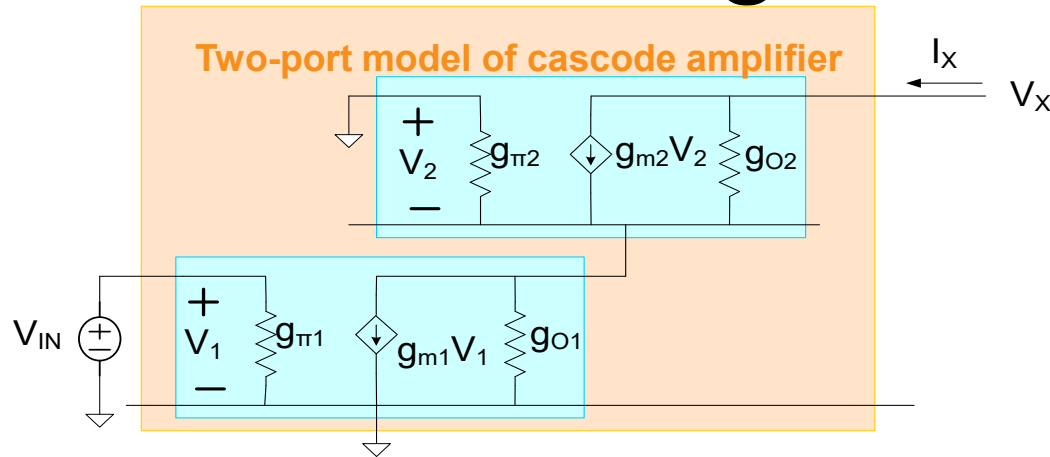 Two-port model of cascode amplifier
I_X
V_X
+
V_2
−
g_π2
g_m2V_2
g_O2
V_IN
+
−
+
V_1
−
g_π1
g_m1V_1
g_O1